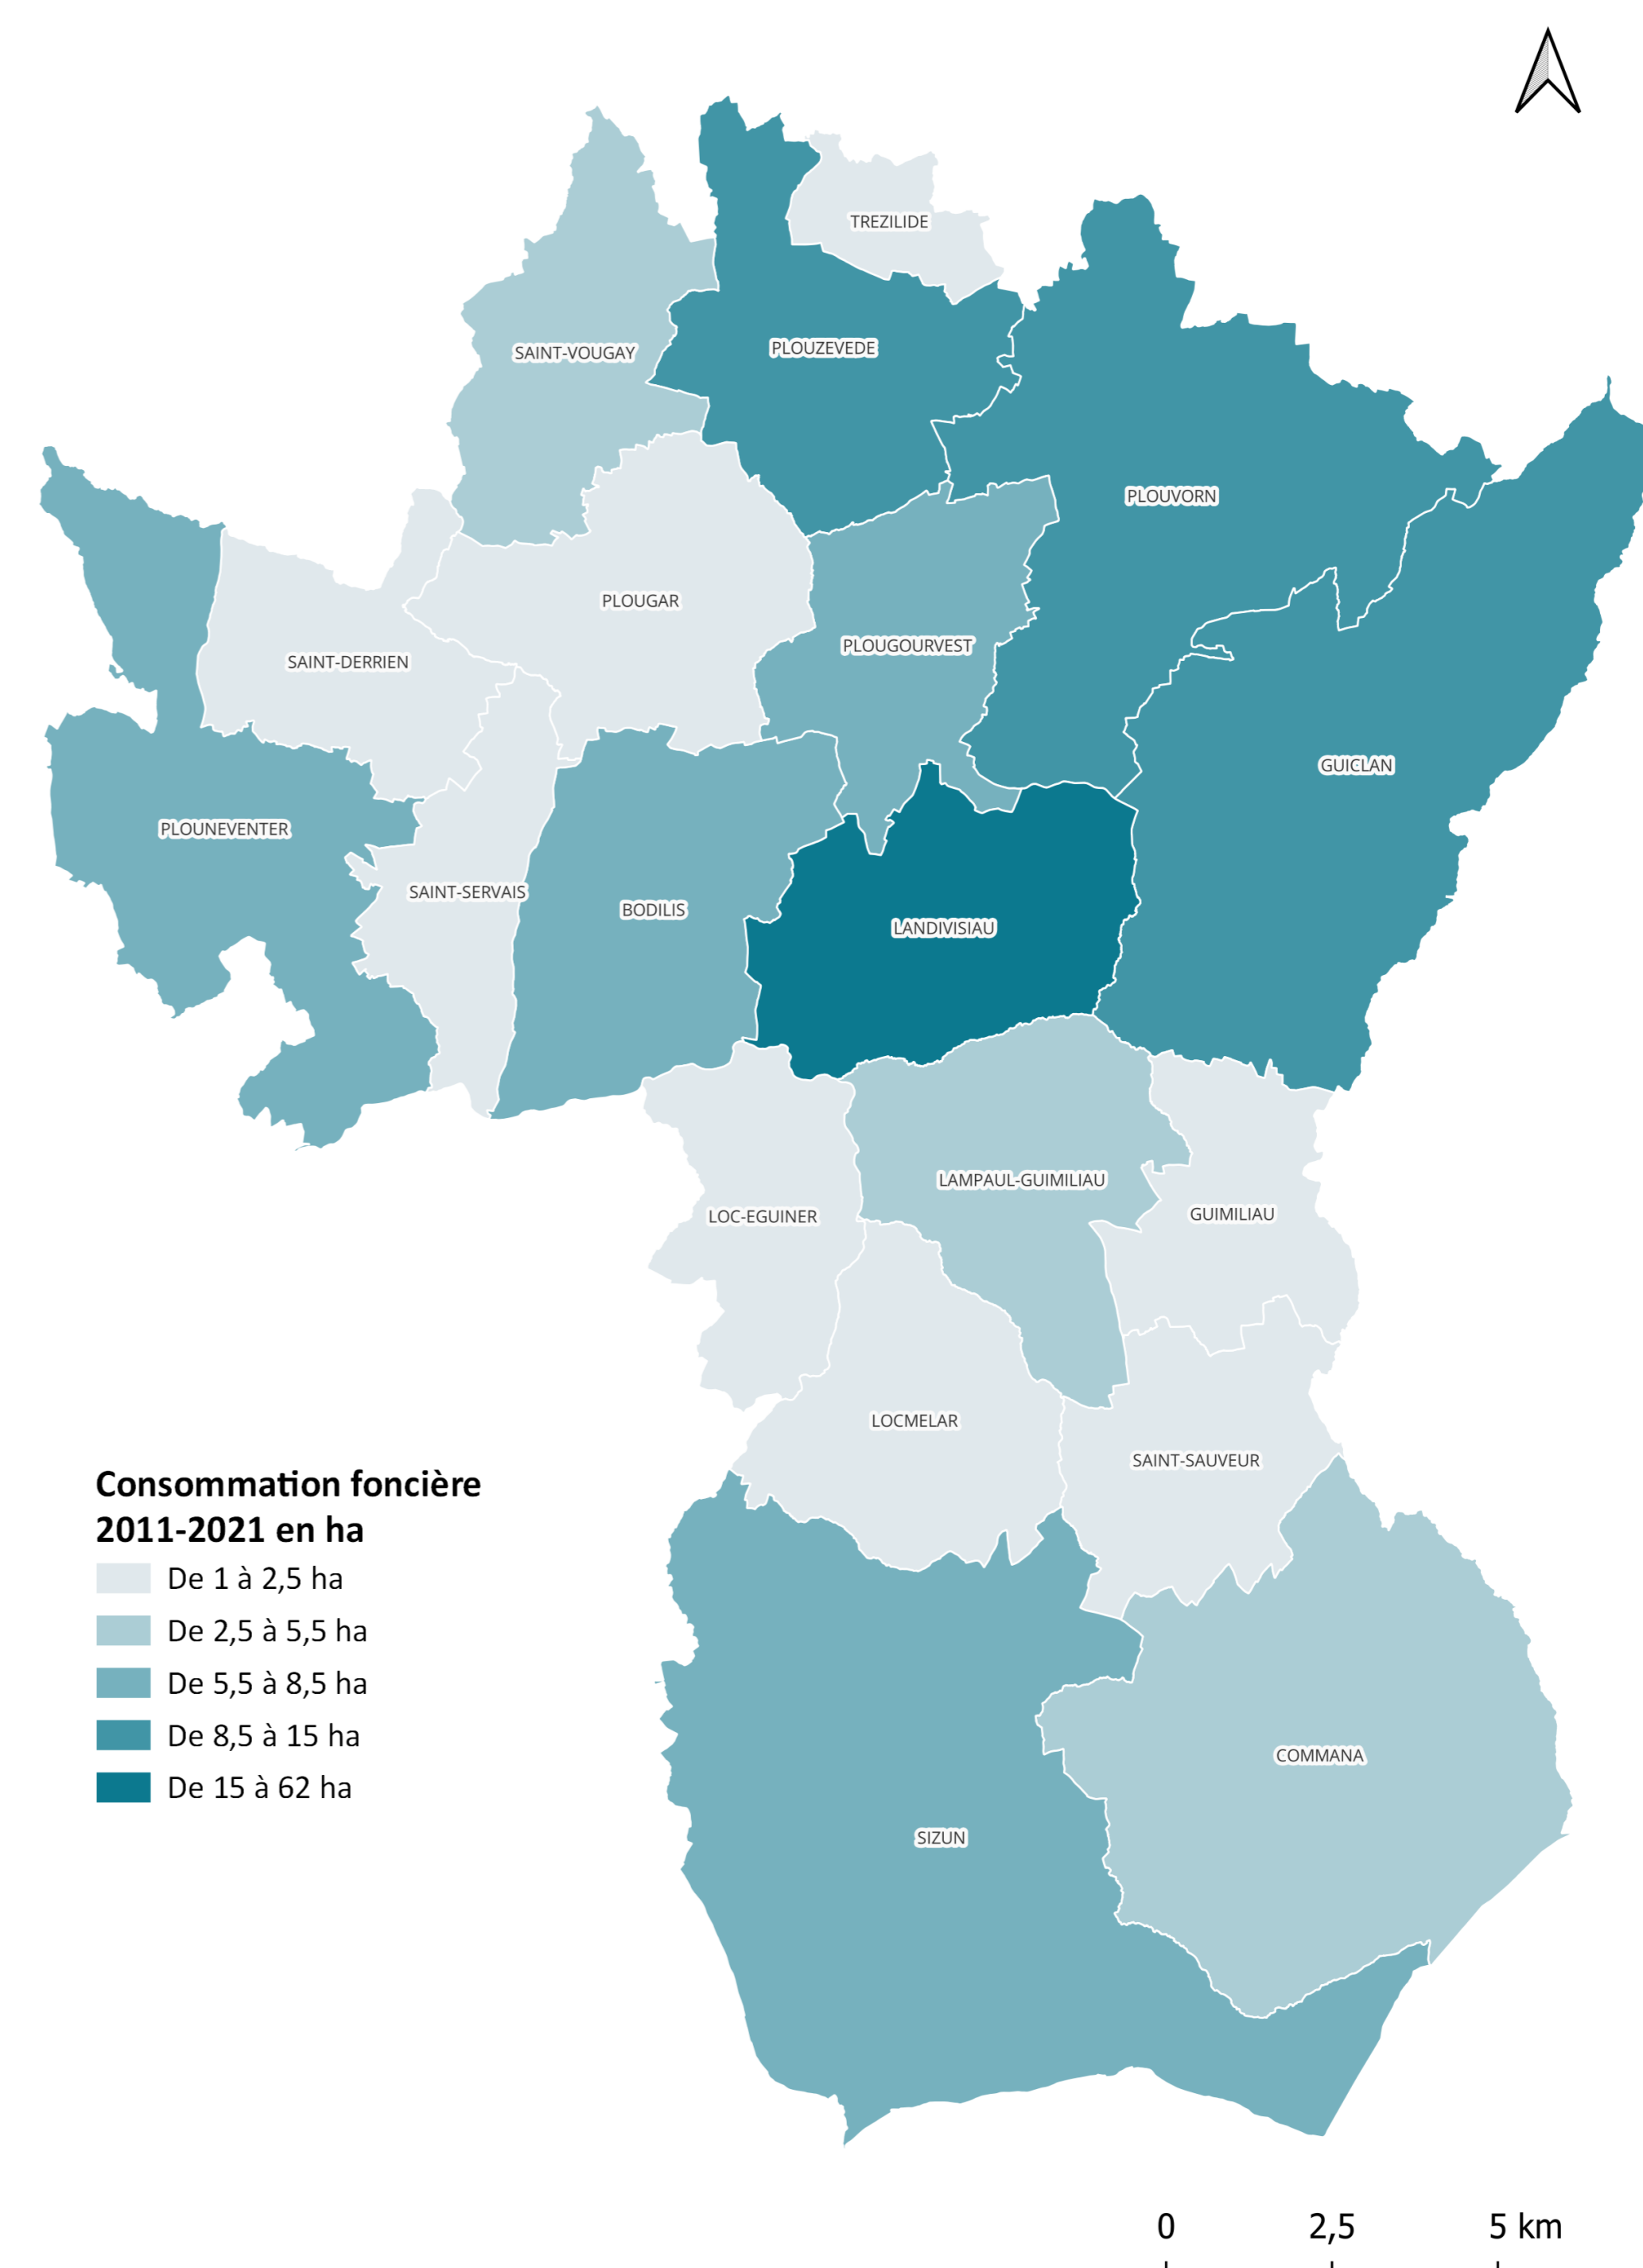 TREZILIDE
PLOUZEVEDE
SAINT-VOUGAY
PLOUVORN
PLOUGAR
PLOUGOURVEST
SAINT-DERRIEN
GUICLAN
PLOUNEVENTER
SAINT-SERVAIS
BODILIS
LANDIVISIAU
LAMPAUL-GUIMILIAU
LOC-EGUINER
GUIMILIAU
LOCMELAR
SAINT-SAUVEUR
Consommation foncière
2011-2021 en ha
De 1 à 2,5 ha
De 2,5 à 5,5 ha
De 5,5 à 8,5 ha
De 8,5 à 15 ha
De 15 à 62 ha
COMMANA
SIZUN
0 2,5 5 km